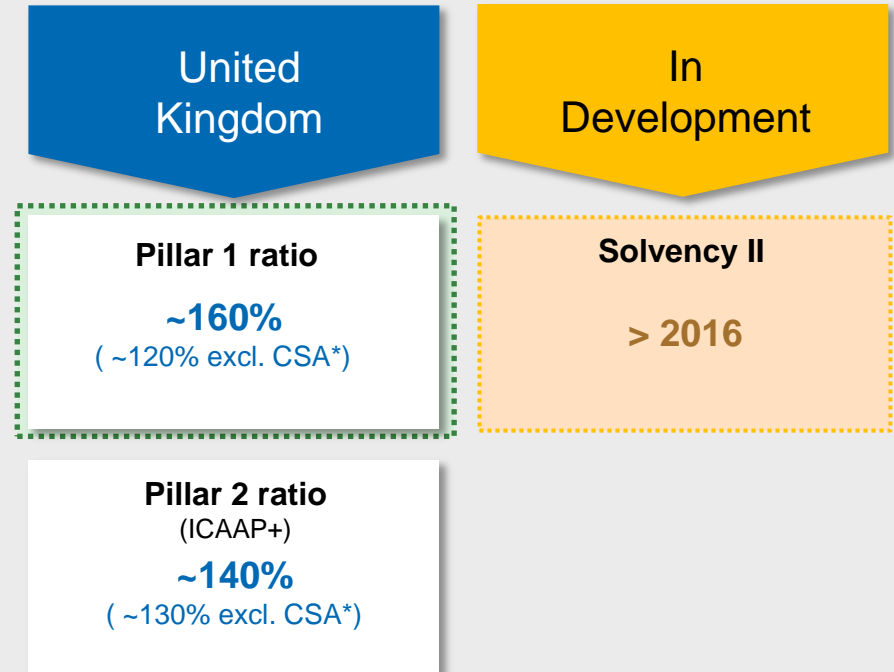 United
Kingdom
Pillar 1 ratio
~160%
( ~120% excl. CSA*)
Pillar 2 ratio
(ICAAP+)
~140%
( ~130% excl. CSA*)
In
Development
Solvency II
> 2016